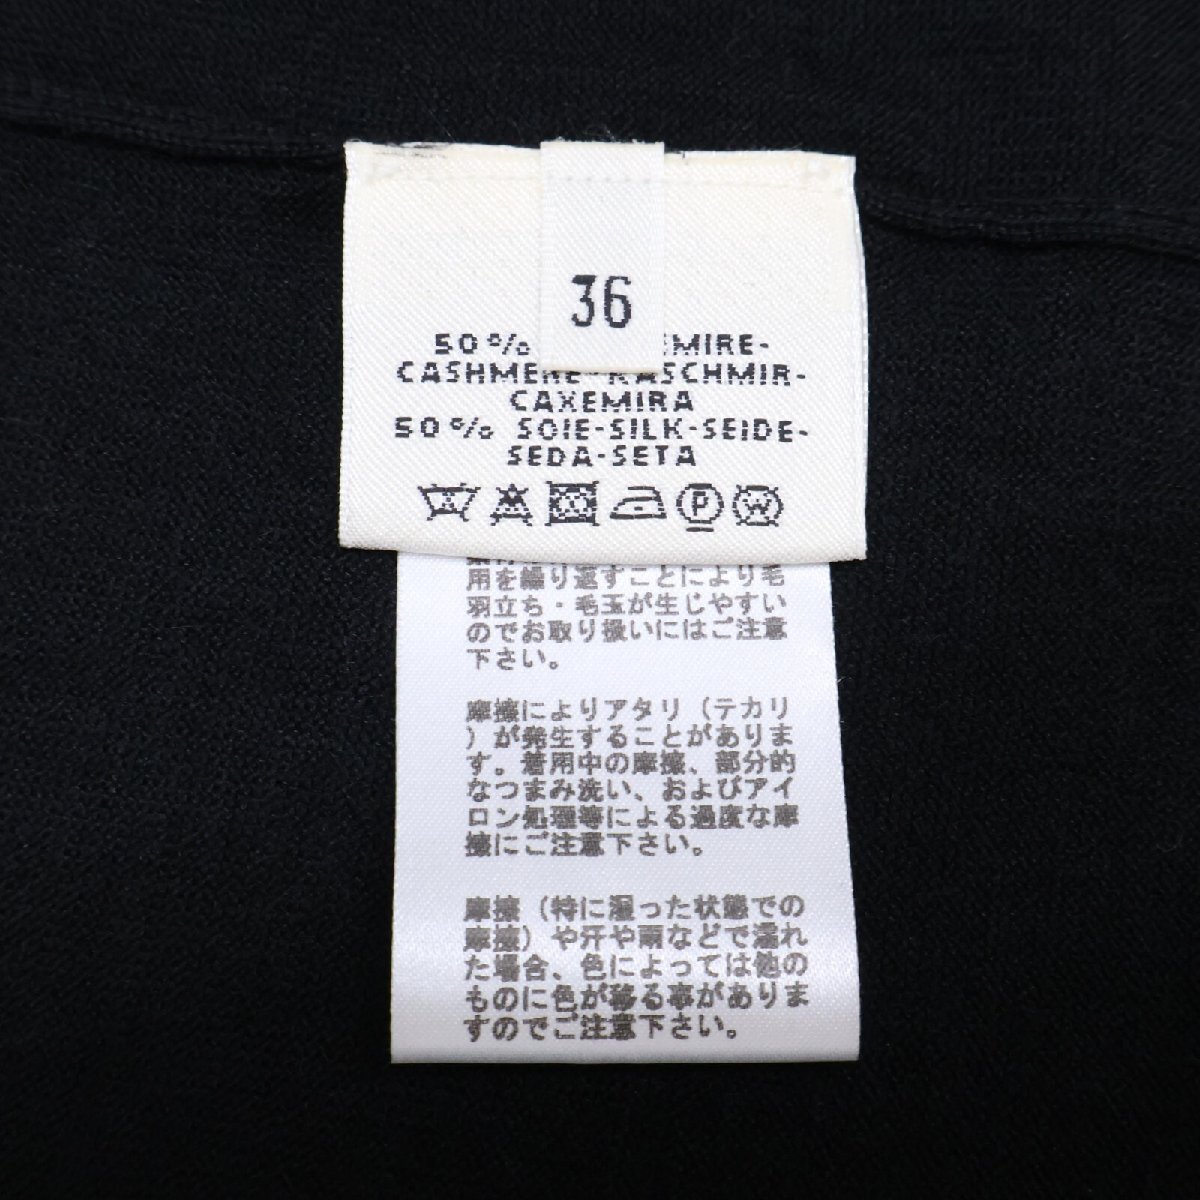 36
50% EMIRE-
CASHMERE-KASCHMIR-
CAXEMIRA
50% SOIE-SILK-SEIDE-
SEDA-SETA
P W
用を繰り返すことにより毛
羽立ち・毛玉が生じやすい
のでお取り扱いにはご注意
下さい。
摩擦によりアタリ（テカリ
）が発生することがありま
す。着用中の摩擦、部分的
なつまみ洗い、およびアイ
ロン処理等による過度な摩
擦にご注意下さい。
摩擦（特に湿った状態での
摩擦）や汗や雨などで濡れ
た場合、色によっては他の
ものに色が移る事がありま
すのでご注意下さい。